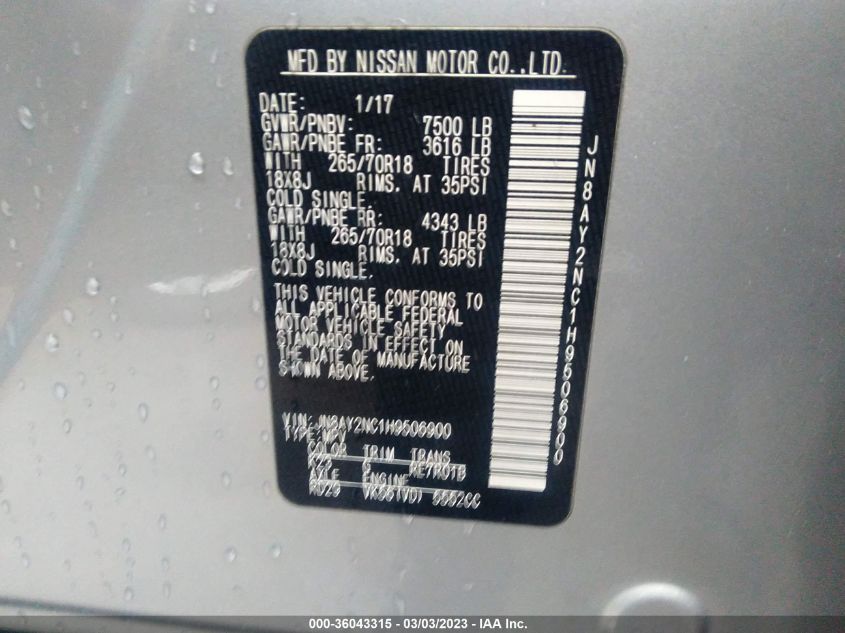 MFD BY NISSAN MOTOR CO.,LTD.
DATE: 1/17
GVWR/PNBV: 7500 LB
GAWR/PNBE FR: 3616 LB
WITH 265/70R18 TIRES
18X8J RIMS. AT 35PSI
COLD SINGLE.
GAWR/PNBE RR: 4343 LB
WITH 265/70R18 TIRES
18X8J RIMS. AT 35PSI
COLD SINGLE.
THIS VEHICLE CONFORMS TO
ALL APPLICABLE FEDERAL
MOTOR VEHICLE SAFETY
STANDARDS IN EFFECT ON
THE DATE OF MANUFACTURE
SHOWN ABOVE.
VIN: JN8AY2NC1H9506900
TYPE:MPV
COLOR TRIM TRANS
K23 G RE7R01B
AXLE ENGINE
RD29 VK56(VD) 5552CC
JN8AY2NC1H9506900
000-36043315 - 03/03/2023 - IAA Inc.